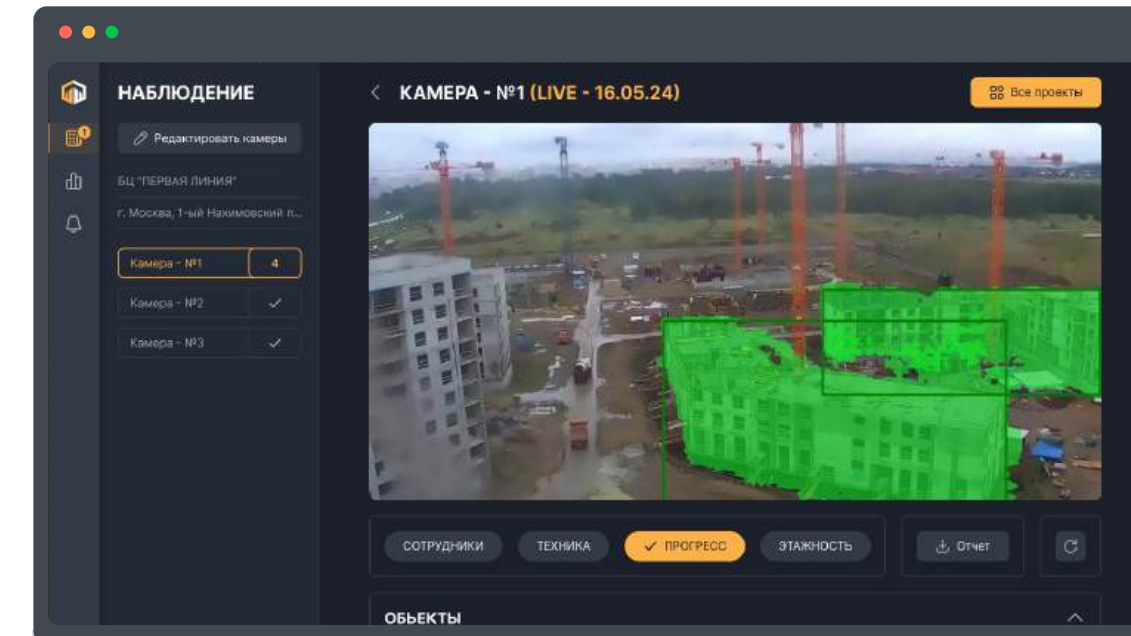 НАБЛЮДЕНИЕ
КАМЕРА - №1 (LIVE - 16.05.24)
Все проекты
1
Редактировать камеры
БЦ "ПЕРВАЯ ЛИНИЯ"
г. Москва, 1-ый Нахимовский п...
Камера - №1 4
Камера - №2
Камера - №3
СОТРУДНИКИ ТЕХНИКА ПРОГРЕСС ЭТАЖНОСТЬ Отчет
ОБЬЕКТЫ